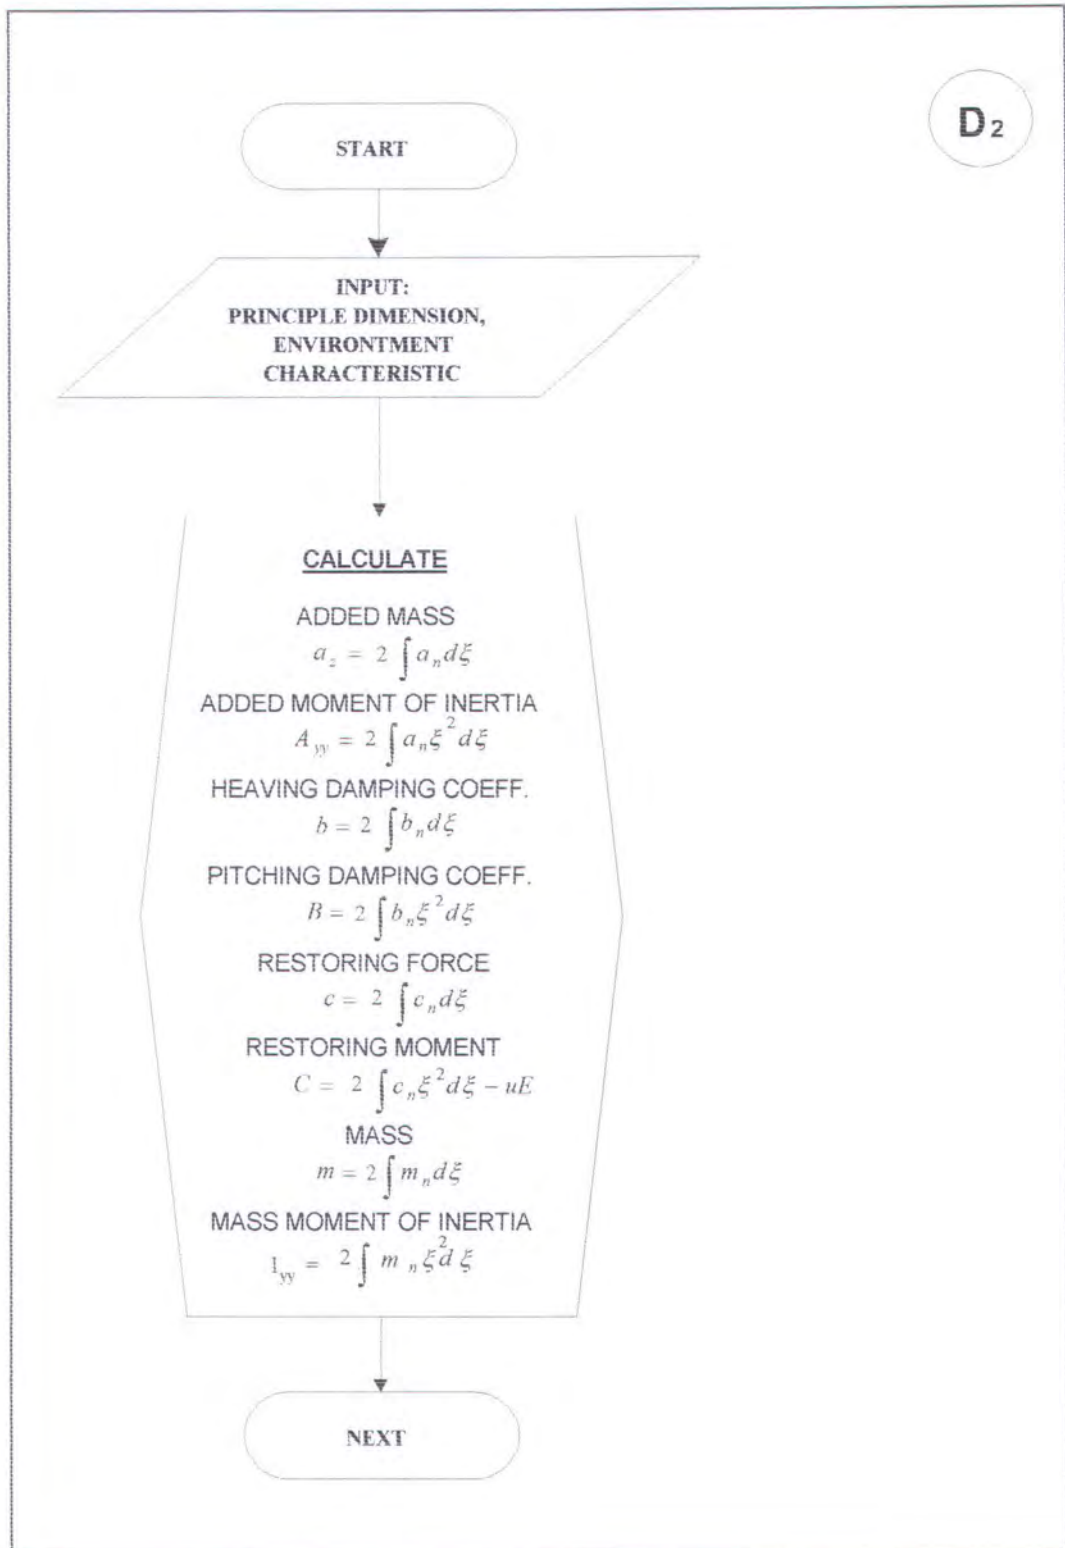 D2
START
INPUT:
PRINCIPLE DIMENSION,
ENVIRONTMENT
CHARACTERISTIC
CALCULATE
ADDED MASS
a_z = 2 ∫ a_n dξ
ADDED MOMENT OF INERTIA
A_yy = 2 ∫ a_n ξ² dξ
HEAVING DAMPING COEFF.
b = 2 ∫ b_n dξ
PITCHING DAMPING COEFF.
B = 2 ∫ b_n ξ² dξ
RESTORING FORCE
c = 2 ∫ c_n dξ
RESTORING MOMENT
C = 2 ∫ c_n ξ² dξ − uE
MASS
m = 2 ∫ m_n dξ
MASS MOMENT OF INERTIA
I_yy = 2 ∫ m_n ξ² d ξ
NEXT